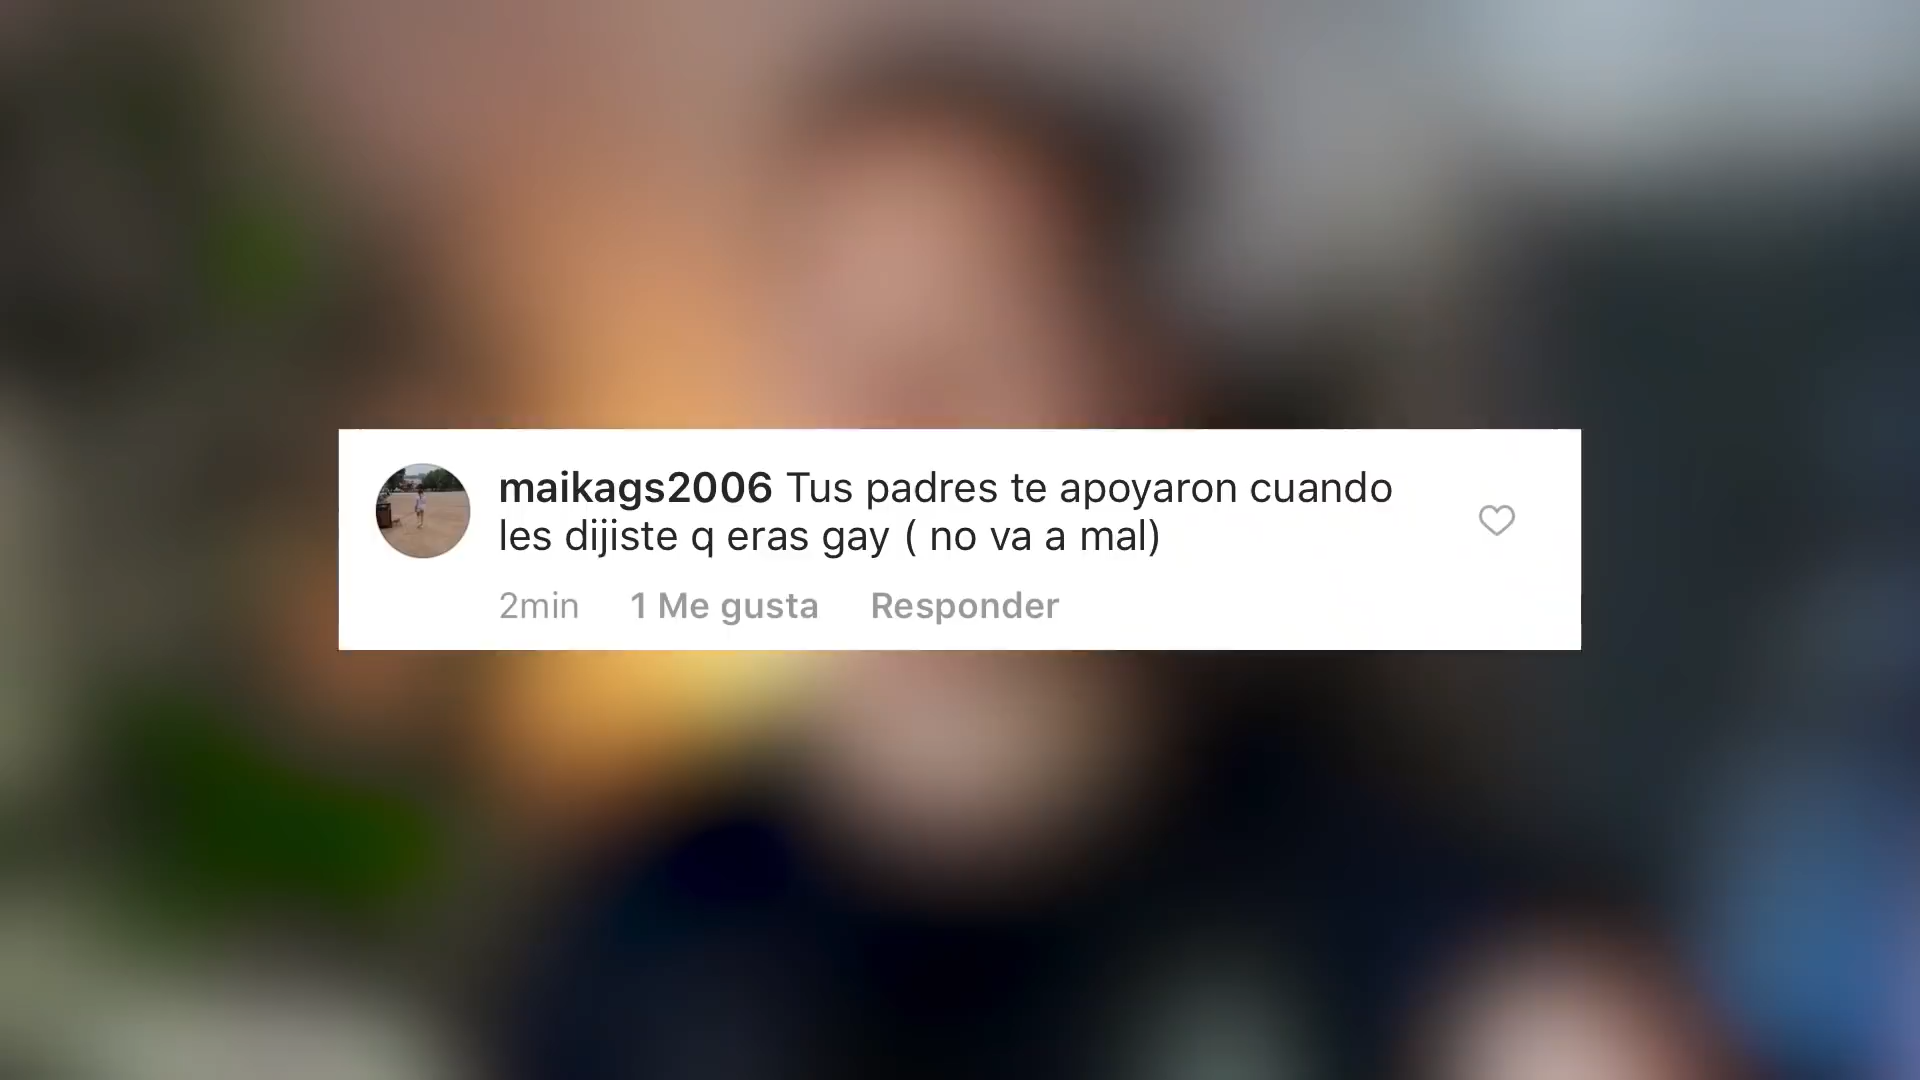 maikags2006 Tus padres te apoyaron cuando
les dijiste q eras gay ( no va a mal)
2min 1 Me gusta Responder